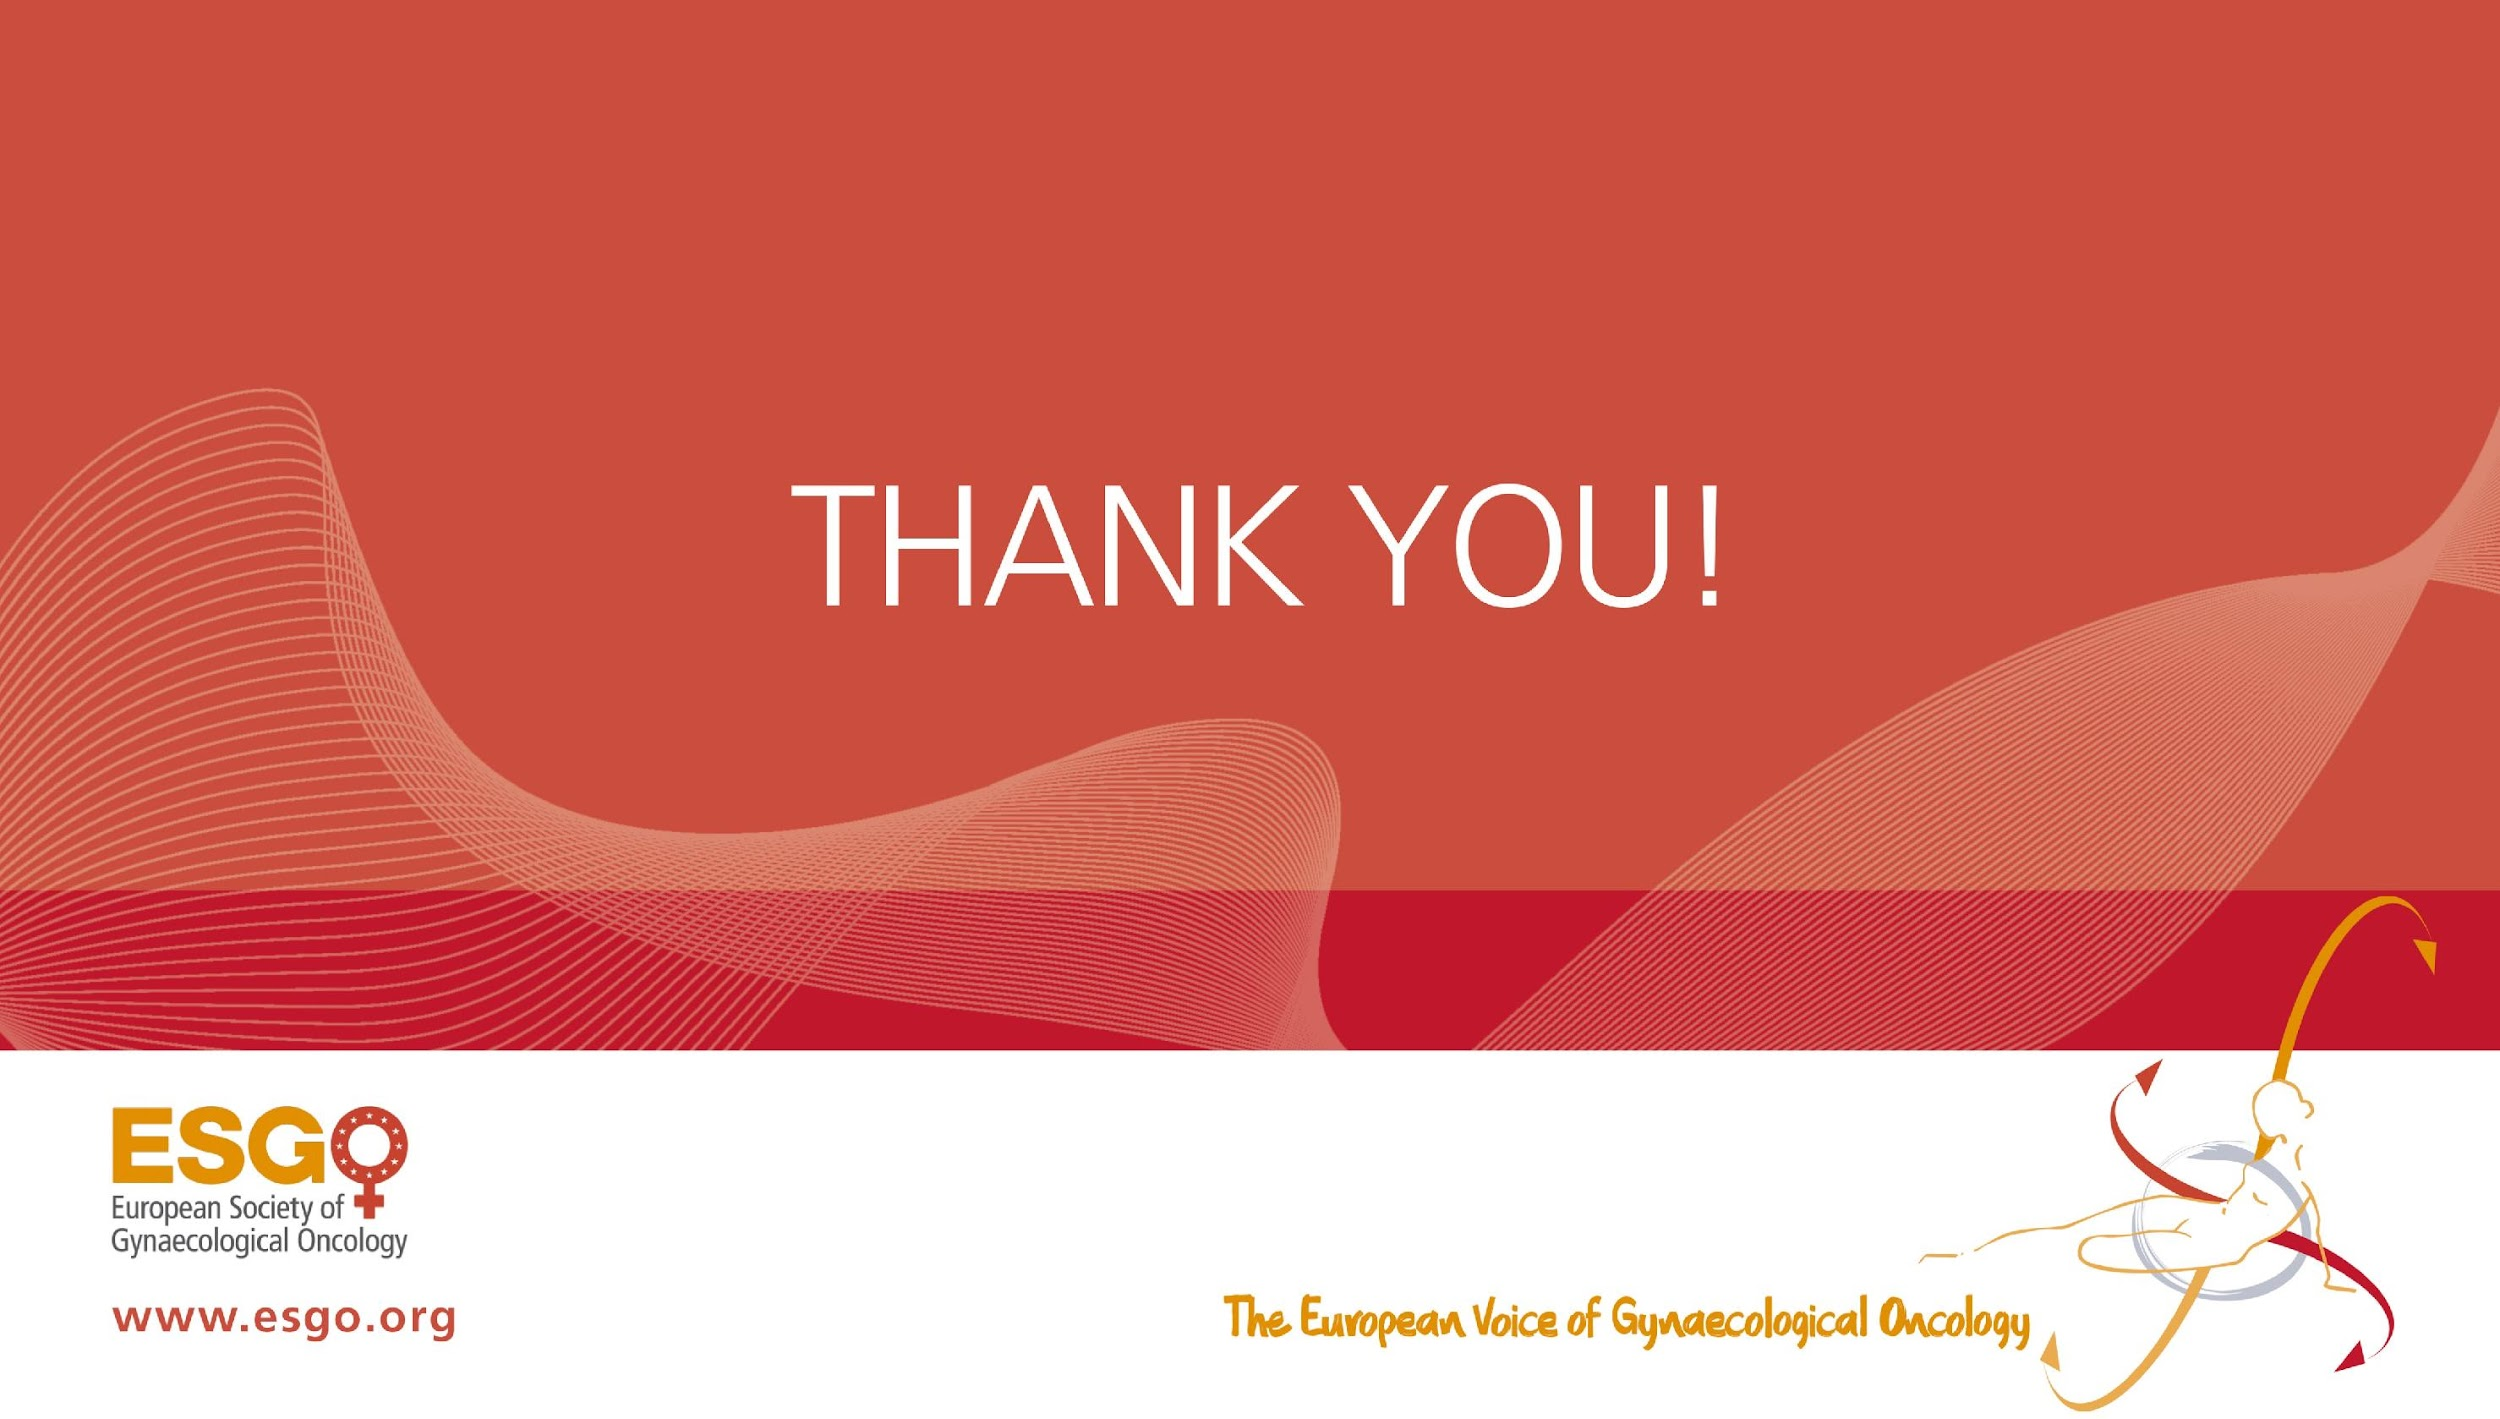 THANK YOU!
ESGO
European Society of
Gynaecological Oncology
www.esgo.org
The European Voice of Gynaecological Oncology